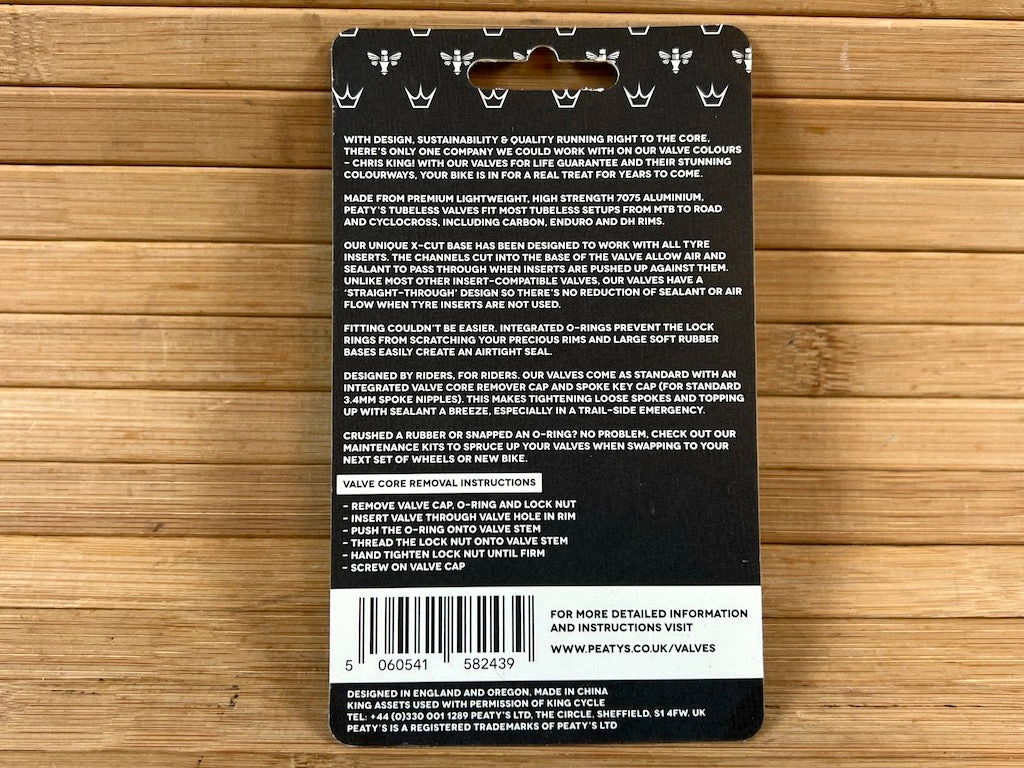 WITH DESIGN, SUSTAINABILITY & QUALITY RUNNING RIGHT TO THE CORE,
THERE'S ONLY ONE COMPANY WE COULD WORK WITH ON OUR VALVE COLOURS
- CHRIS KING! WITH OUR VALVES FOR LIFE GUARANTEE AND THEIR STUNNING
COLOURWAYS, YOUR BIKE IS IN FOR A REAL TREAT FOR YEARS TO COME.
MADE FROM PREMIUM LIGHTWEIGHT, HIGH STRENGTH 7075 ALUMINIUM,
PEATY'S TUBELESS VALVES FIT MOST TUBELESS SETUPS FROM MTB TO ROAD
AND CYCLOCROSS, INCLUDING CARBON, ENDURO AND DH RIMS.
OUR UNIQUE X-CUT BASE HAS BEEN DESIGNED TO WORK WITH ALL TYRE
INSERTS. THE CHANNELS CUT INTO THE BASE OF THE VALVE ALLOW AIR AND
SEALANT TO PASS THROUGH WHEN INSERTS ARE PUSHED UP AGAINST THEM.
UNLIKE MOST OTHER INSERT-COMPATIBLE VALVES, OUR VALVES HAVE A
'STRAIGHT-THROUGH' DESIGN SO THERE'S NO REDUCTION OF SEALANT OR AIR
FLOW WHEN TYRE INSERTS ARE NOT USED.
FITTING COULDN'T BE EASIER. INTEGRATED O-RINGS PREVENT THE LOCK
RINGS FROM SCRATCHING YOUR PRECIOUS RIMS AND LARGE SOFT RUBBER
BASES EASILY CREATE AN AIRTIGHT SEAL.
DESIGNED BY RIDERS, FOR RIDERS. OUR VALVES COME AS STANDARD WITH AN
INTEGRATED VALVE CORE REMOVER CAP AND SPOKE KEY CAP (FOR STANDARD
3.4MM SPOKE NIPPLES). THIS MAKES TIGHTENING LOOSE SPOKES AND TOPPING
UP WITH SEALANT A BREEZE, ESPECIALLY IN A TRAIL-SIDE EMERGENCY.
CRUSHED A RUBBER OR SNAPPED AN O-RING? NO PROBLEM, CHECK OUT OUR
MAINTENANCE KITS TO SPRUCE UP YOUR VALVES WHEN SWAPPING TO YOUR
NEXT SET OF WHEELS OR NEW BIKE.
VALVE CORE REMOVAL INSTRUCTIONS
- REMOVE VALVE CAP, O-RING AND LOCK NUT
- INSERT VALVE THROUGH VALVE HOLE IN RIM
- PUSH THE O-RING ONTO VALVE STEM
- THREAD THE LOCK NUT ONTO VALVE STEM
- HAND TIGHTEN LOCK NUT UNTIL FIRM
- SCREW ON VALVE CAP
5 060541 582439
FOR MORE DETAILED INFORMATION
AND INSTRUCTIONS VISIT
WWW.PEATYS.CO.UK/VALVES
DESIGNED IN ENGLAND AND OREGON. MADE IN CHINA
KING ASSETS USED WITH PERMISSION OF KING CYCLE
TEL: +44 (0)330 001 1289 PEATY'S LTD, THE CIRCLE, SHEFFIELD, S1 4FW, UK
PEATY'S IS A REGISTERED TRADEMARKS OF PEATY'S LTD